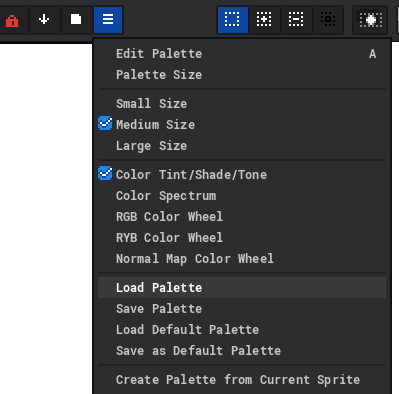 Edit Palette A
Palette Size
Small Size
Medium Size
Large Size
Color Tint/Shade/Tone
Color Spectrum
RGB Color Wheel
RYB Color Wheel
Normal Map Color Wheel
Load Palette
Save Palette
Load Default Palette
Save as Default Palette
Create Palette from Current Sprite